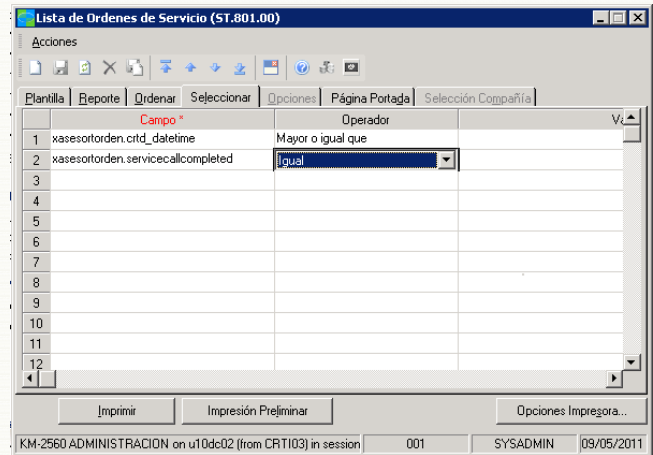 Lista de Ordenes de Servicio (ST.801.00)
Acciones
Plantilla Reporte Ordenar Seleccionar Opciones Página Portada Selección Compañía
Campo * Operador Va
1 xasesortorden.crtd_datetime Mayor o igual que
2 xasesortorden.servicecallcompleted Igual
3
4
5
6
7
8
9
10
11
12
Imprimir Impresión Preliminar Opciones Impresora...
KM-2560 ADMINISTRACION on u10dc02 (from CRTI03) in session 001 SYSADMIN 09/05/2011